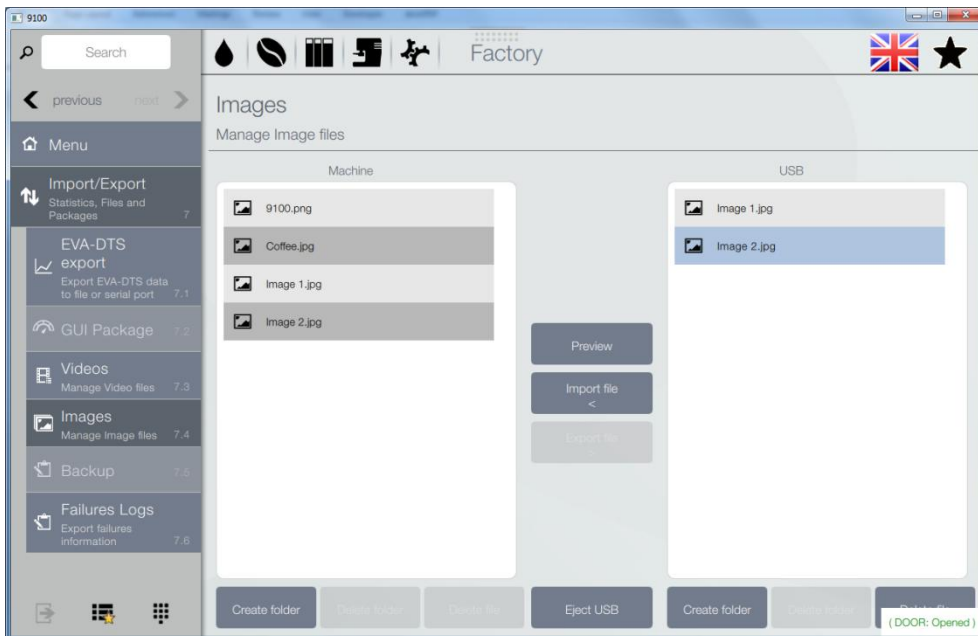 9100
Search
Factory
previous next
Menu
Import/Export
Statistics, Files and
Packages 7
EVA-DTS
export
Export EVA-DTS data
to file or serial port 7.1
GUI Package 7.2
Videos
Manage Video files 7.3
Images
Manage Image files 7.4
Backup 7.5
Failures Logs
Export failures
information 7.6
Images
Manage Image files
Machine
9100.png
Coffee.jpg
Image 1.jpg
Image 2.jpg
Preview
Import file
<
Export file
>
USB
Image 1.jpg
Image 2.jpg
Create folder
Delete folder
Delete file
Eject USB
Create folder
Delete folder
Delete file
( DOOR: Opened )